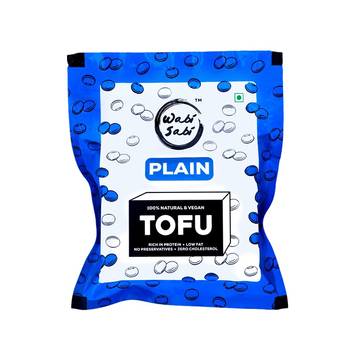 Wabi
Sabi
TM
PLAIN
100% NATURAL & VEGAN
TOFU
RICH IN PROTEIN • LOW FAT
NO PRESERVATIVES • ZERO CHOLESTEROL